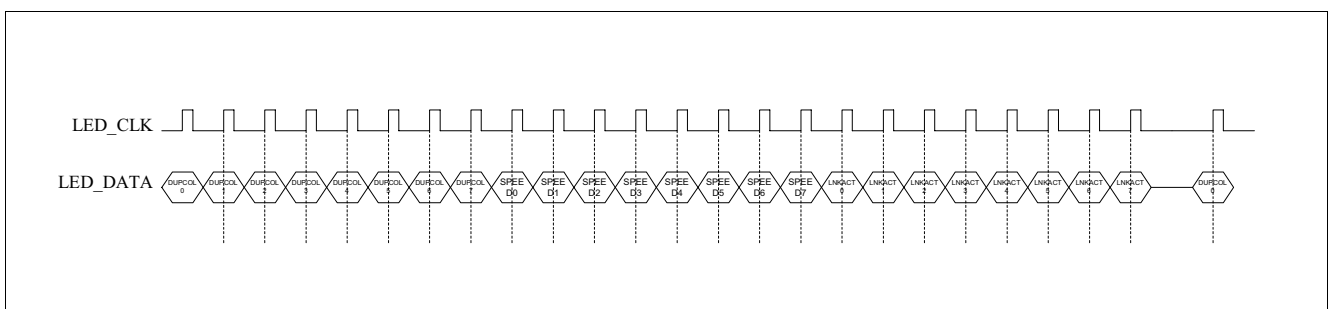 LED_CLK
LED_DATA
DUPCOL
0
DUPCOL
1
DUPCOL
2
DUPCOL
3
DUPCOL
4
DUPCOL
5
DUPCOL
6
DUPCOL
7
SPEE
D0
SPEE
D1
SPEE
D2
SPEE
D3
SPEE
D4
SPEE
D5
SPEE
D6
SPEE
D7
LNKACT
0
LNKACT
1
LNKACT
2
LNKACT
3
LNKACT
4
LNKACT
5
LNKACT
6
LNKACT
7
DUPCOL
0